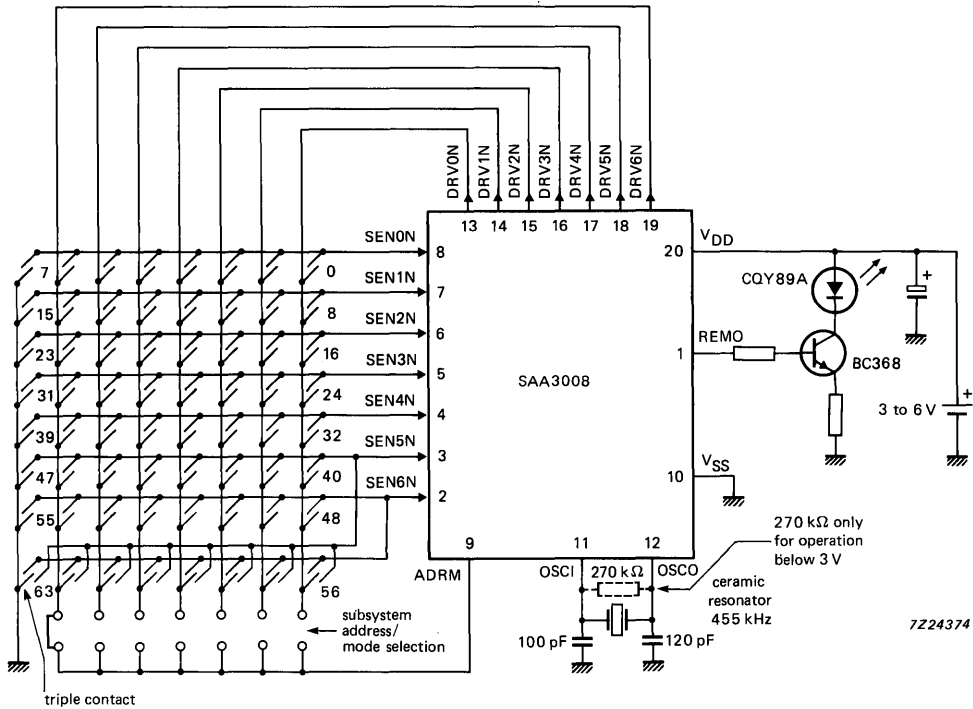 DRV0N
DRV1N
DRV2N
DRV3N
DRV4N
DRV5N
DRV6N
13 14 15 16 17 18 19
SEN0N
8
7
0
SEN1N
7
15
8
SEN2N
6
23
16
SEN3N
5
31
24
SEN4N
4
39
32
SEN5N
3
47
40
SEN6N
2
55
48
63
56
SAA3008
20
VDD
CQY89A
+
1
REMO
BC368
+
3 to 6 V
10
VSS
9
ADRM
11
OSCI
12
OSCO
270 kΩ
270 kΩ only
for operation
below 3 V
ceramic
resonator
455 kHz
100 pF
120 pF
subsystem
address/
mode selection
triple contact
7Z24374